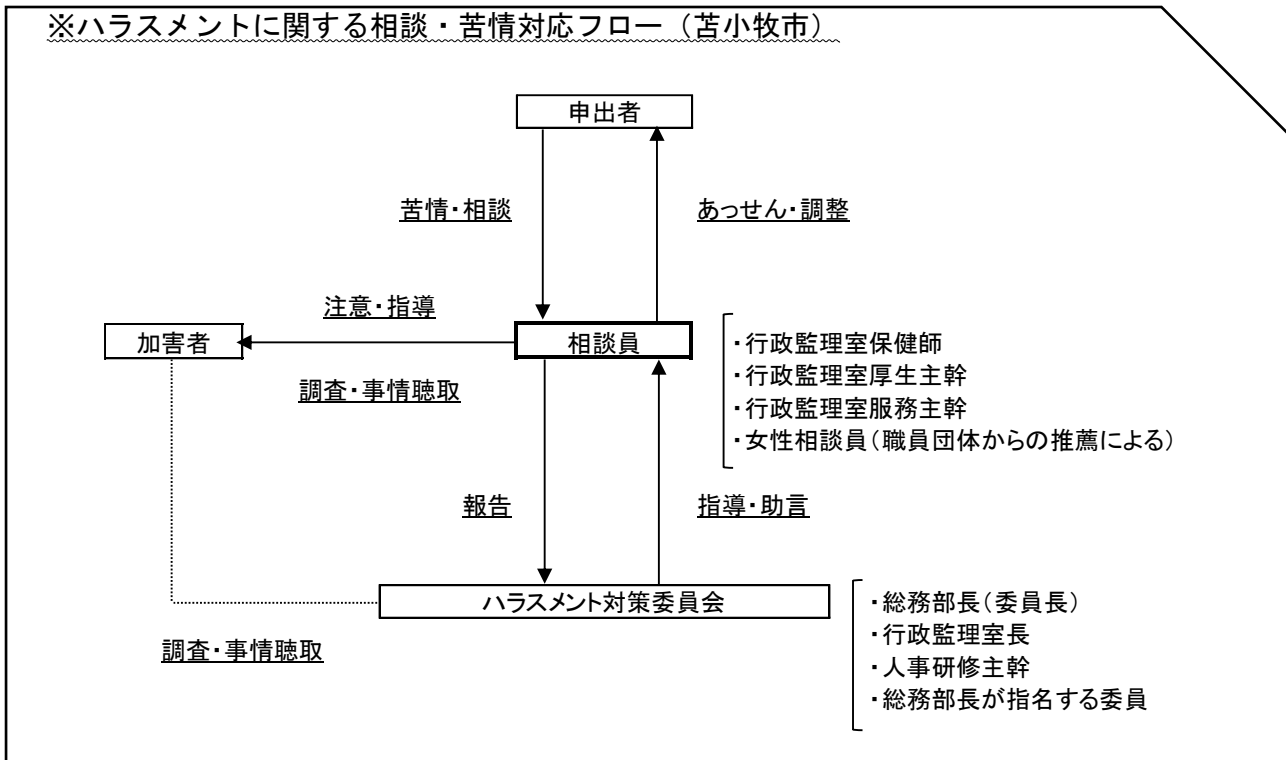 ※ハラスメントに関する相談・苦情対応フロー（苫小牧市）
申出者
苦情・相談
あっせん・調整
注意・指導
加害者
相談員
調査・事情聴取
・行政監理室保健師
・行政監理室厚生主幹
・行政監理室服務主幹
・女性相談員（職員団体からの推薦による）
報告
指導・助言
ハラスメント対策委員会
調査・事情聴取
・総務部長（委員長）
・行政監理室長
・人事研修主幹
・総務部長が指名する委員